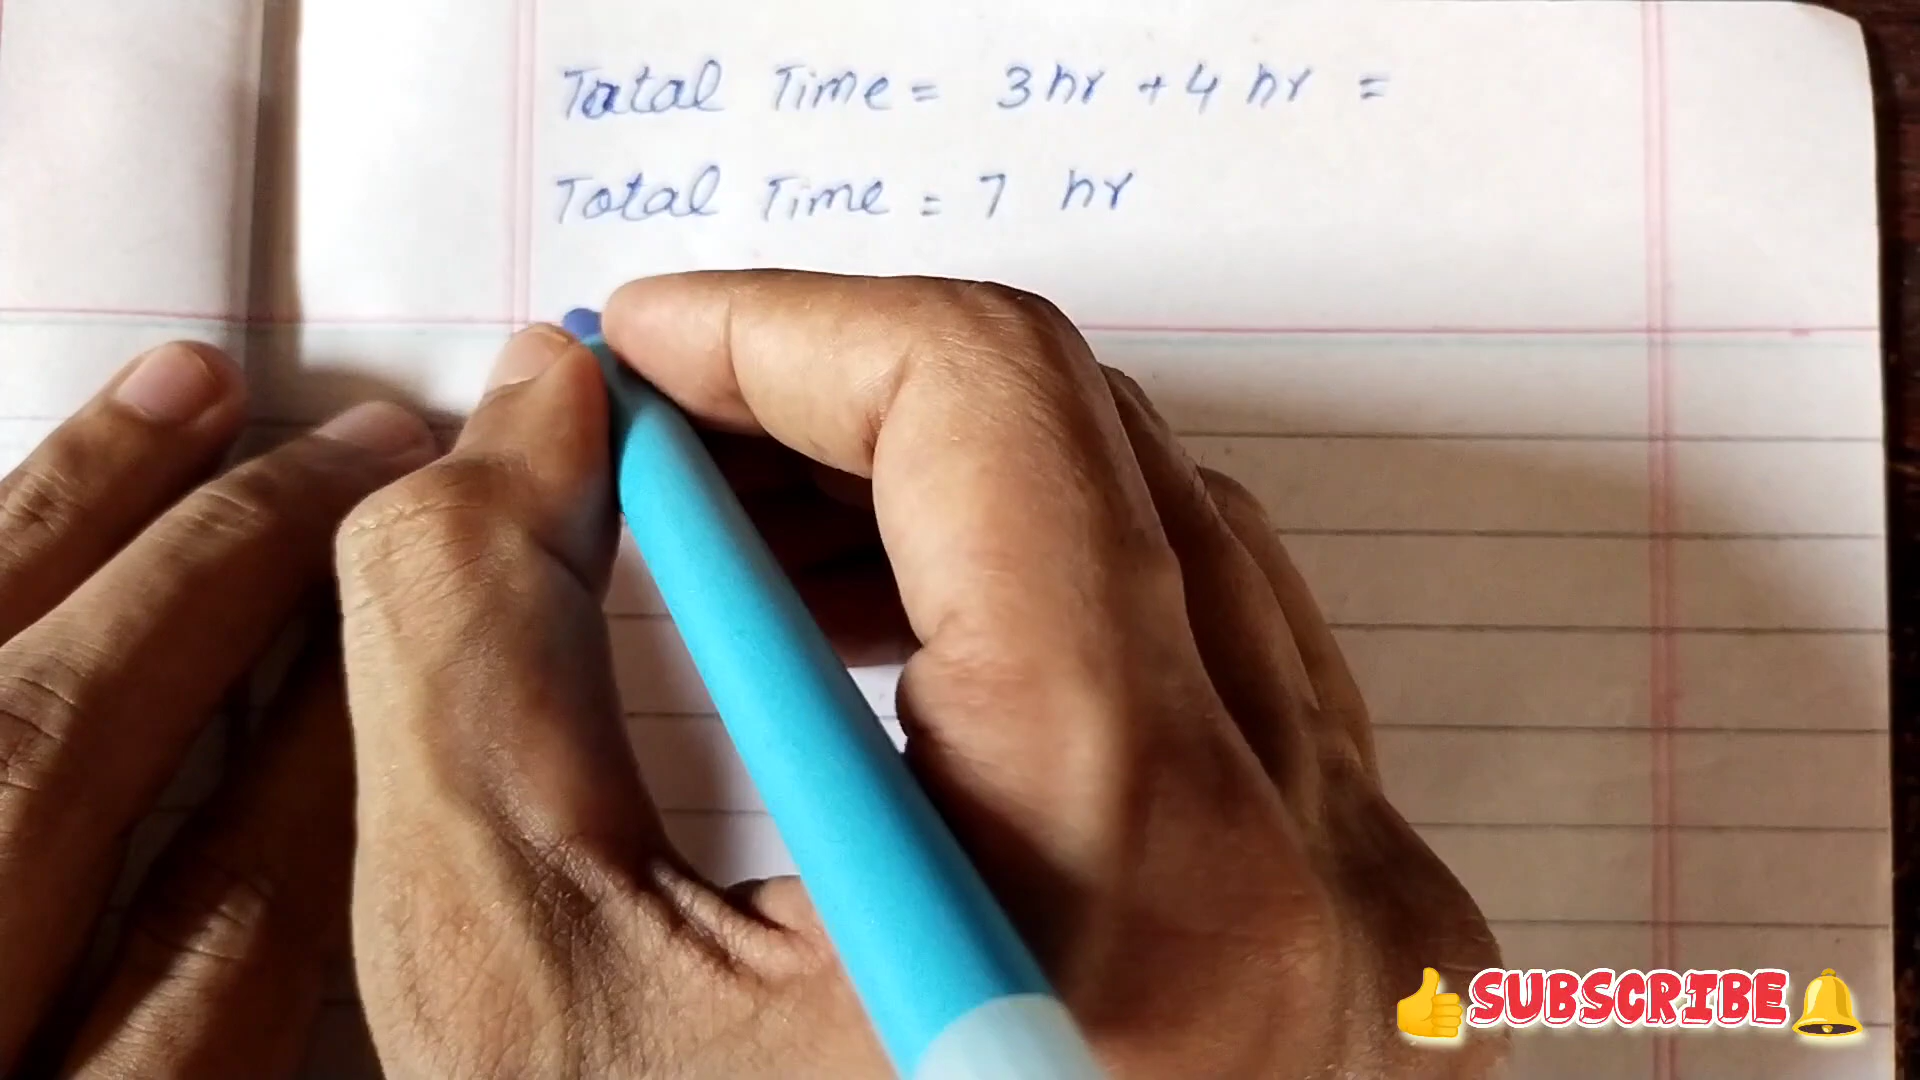 Total Time = 3 hr + 4 hr =
Total Time = 7 hr
SUBSCRIBE